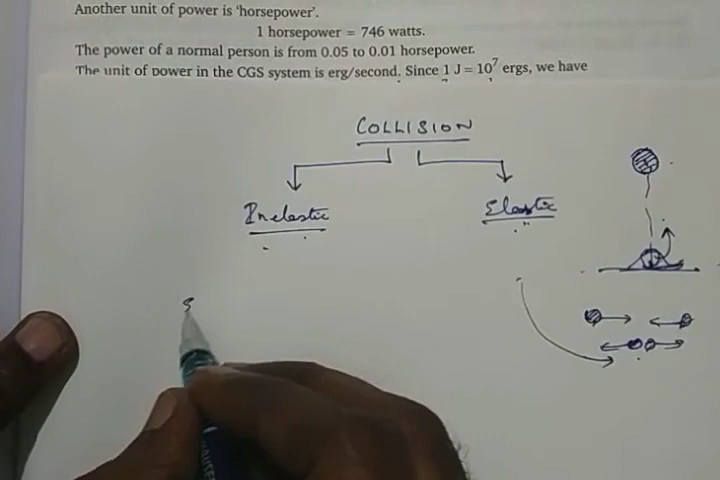 Another unit of power is ‘horsepower’.
1 horsepower = 746 watts.
The power of a normal person is from 0.05 to 0.01 horsepower.
The unit of power in the CGS system is erg/second. Since 1 J = 10⁷ ergs, we have
COLLISION
Inelastic Elastic